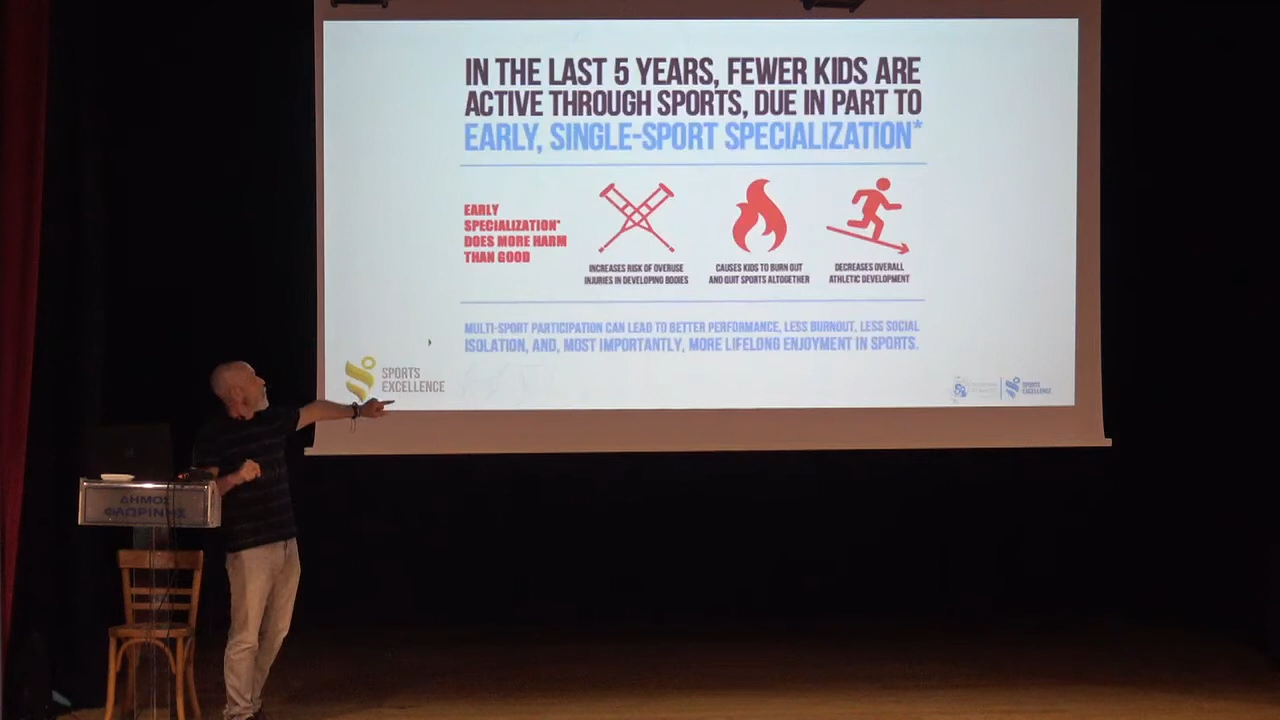 IN THE LAST 5 YEARS, FEWER KIDS ARE
ACTIVE THROUGH SPORTS, DUE IN PART TO
EARLY, SINGLE-SPORT SPECIALIZATION*
EARLY
SPECIALIZATION*
DOES MORE HARM
THAN GOOD
INCREASES RISK OF OVERUSE
INJURIES IN DEVELOPING BODIES
CAUSES KIDS TO BURN OUT
AND QUIT SPORTS ALTOGETHER
DECREASES OVERALL
ATHLETIC DEVELOPMENT
MULTI-SPORT PARTICIPATION CAN LEAD TO BETTER PERFORMANCE, LESS BURNOUT, LESS SOCIAL
ISOLATION, AND, MOST IMPORTANTLY, MORE LIFELONG ENJOYMENT IN SPORTS.
SPORTS
EXCELLENCE
SPORTS
EXCELLENCE
ΔΗΜΟΣ
ΦΛΩΡΙΝΗΣ